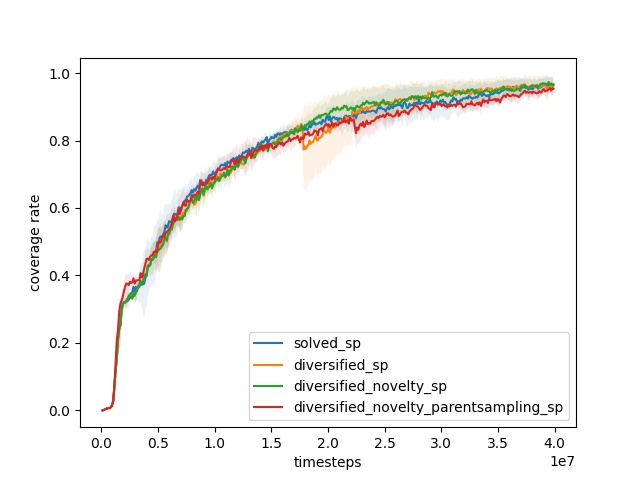 1.0
0.8
0.6
0.4
0.2
0.0
coverage rate
solved_sp
diversified_sp
diversified_novelty_sp
diversified_novelty_parentsampling_sp
0.0 0.5 1.0 1.5 2.0 2.5 3.0 3.5 4.0
timesteps
1e7